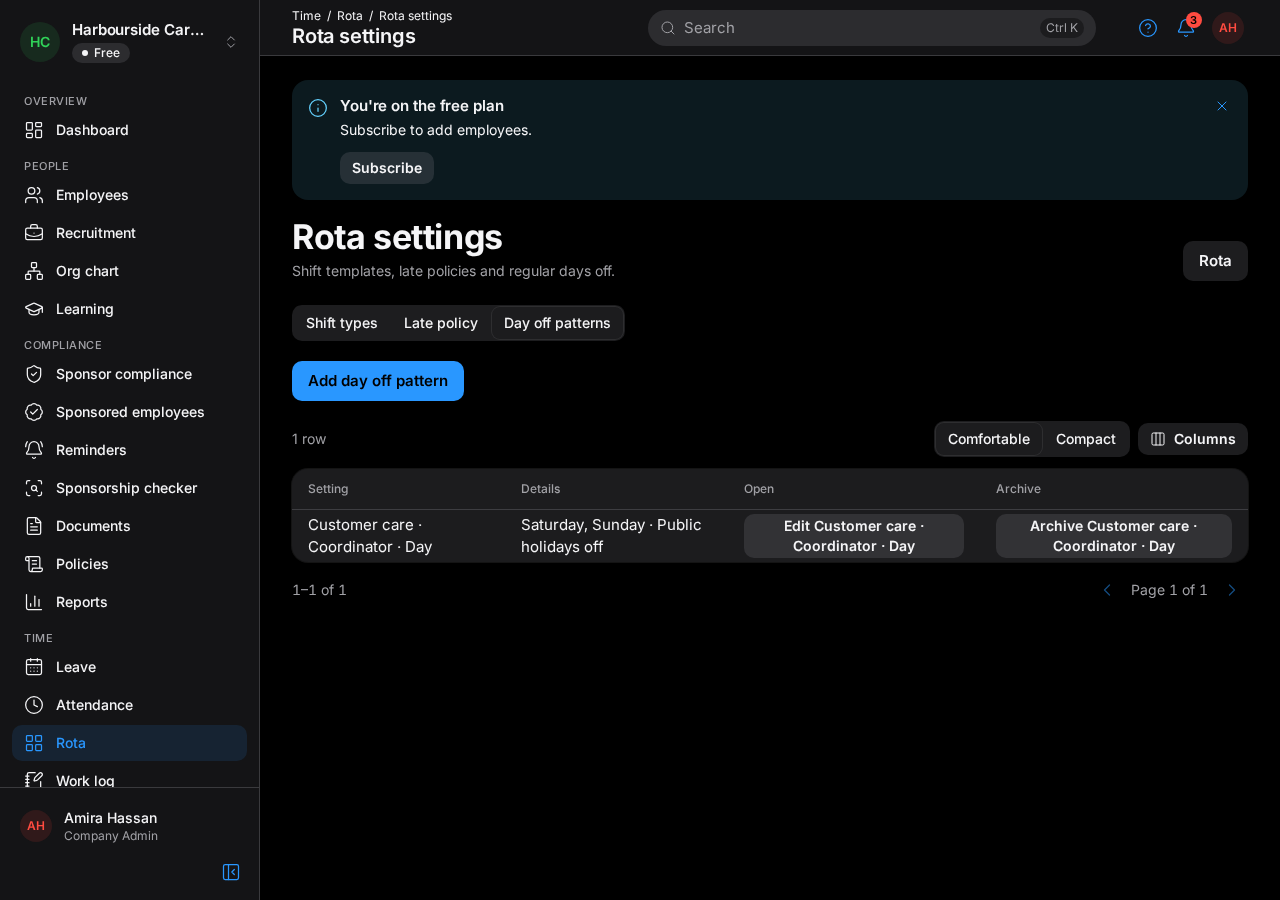 HC
Harbourside Car...
Free
OVERVIEW
Dashboard
PEOPLE
Employees
Recruitment
Org chart
Learning
COMPLIANCE
Sponsor compliance
Sponsored employees
Reminders
Sponsorship checker
Documents
Policies
Reports
TIME
Leave
Attendance
Rota
Work log
AH
Amira Hassan
Company Admin
Time / Rota / Rota settings
Rota settings
Search
Ctrl K
3
AH
You're on the free plan
Subscribe to add employees.
Subscribe
Rota settings
Shift templates, late policies and regular days off.
Rota
Shift types
Late policy
Day off patterns
Add day off pattern
1 row
Comfortable
Compact
Columns
Setting
Details
Open
Archive
Customer care ·
Coordinator · Day
Saturday, Sunday · Public
holidays off
Edit Customer care ·
Coordinator · Day
Archive Customer care ·
Coordinator · Day
1–1 of 1
Page 1 of 1